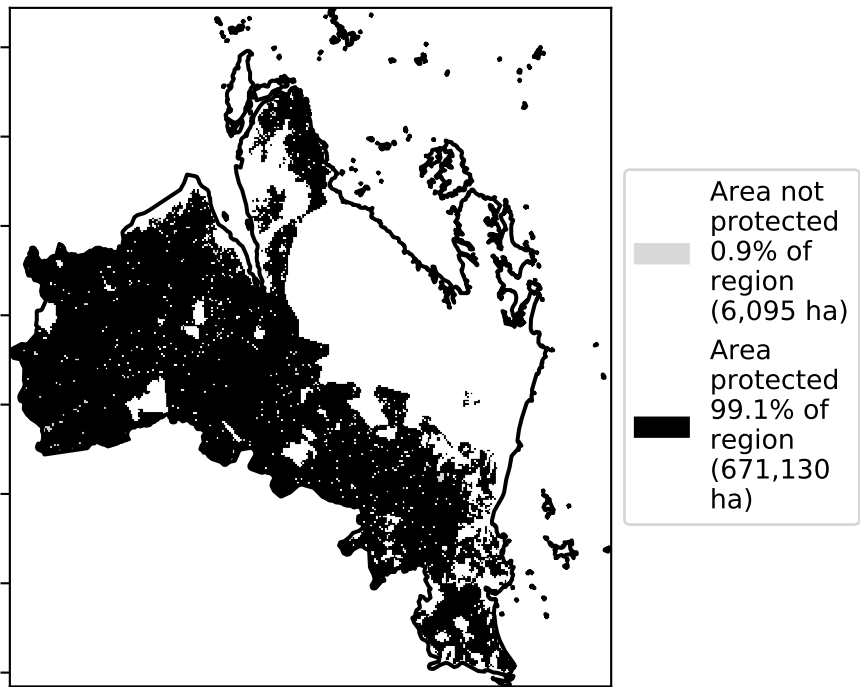 Area not
protected
0.9% of
region
(6,095 ha)
Area
protected
99.1% of
region
(671,130
ha)